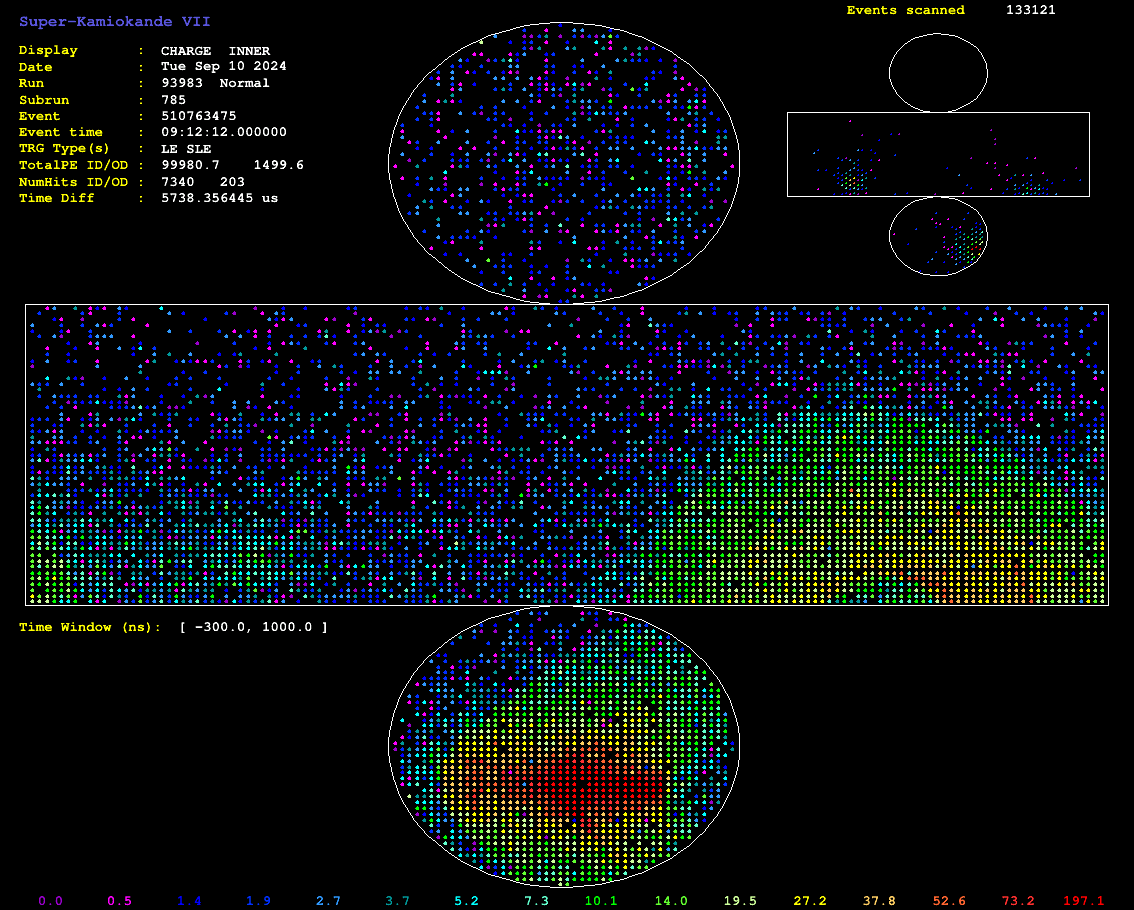 Super-Kamiokande VII
Events scanned 133121
Display : CHARGE INNER
Date : Tue Sep 10 2024
Run : 93983 Normal
Subrun : 785
Event : 510763475
Event time : 09:12:12.000000
TRG Type(s) : LE SLE
TotalPE ID/OD : 99980.7 1499.6
NumHits ID/OD : 7340 203
Time Diff : 5738.356445 us
Time Window (ns): [ -300.0, 1000.0 ]
0.0 0.5 1.4 1.9 2.7 3.7 5.2 7.3 10.1 14.0 19.5 27.2 37.8 52.6 73.2 197.1